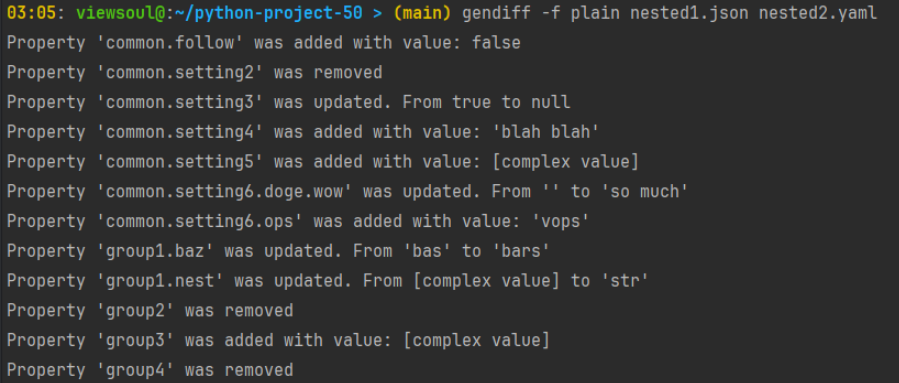 03:05: viewsoul@:~/python-project-50 > (main) gendiff -f plain nested1.json nested2.yaml
Property 'common.follow' was added with value: false
Property 'common.setting2' was removed
Property 'common.setting3' was updated. From true to null
Property 'common.setting4' was added with value: 'blah blah'
Property 'common.setting5' was added with value: [complex value]
Property 'common.setting6.doge.wow' was updated. From '' to 'so much'
Property 'common.setting6.ops' was added with value: 'vops'
Property 'group1.baz' was updated. From 'bas' to 'bars'
Property 'group1.nest' was updated. From [complex value] to 'str'
Property 'group2' was removed
Property 'group3' was added with value: [complex value]
Property 'group4' was removed